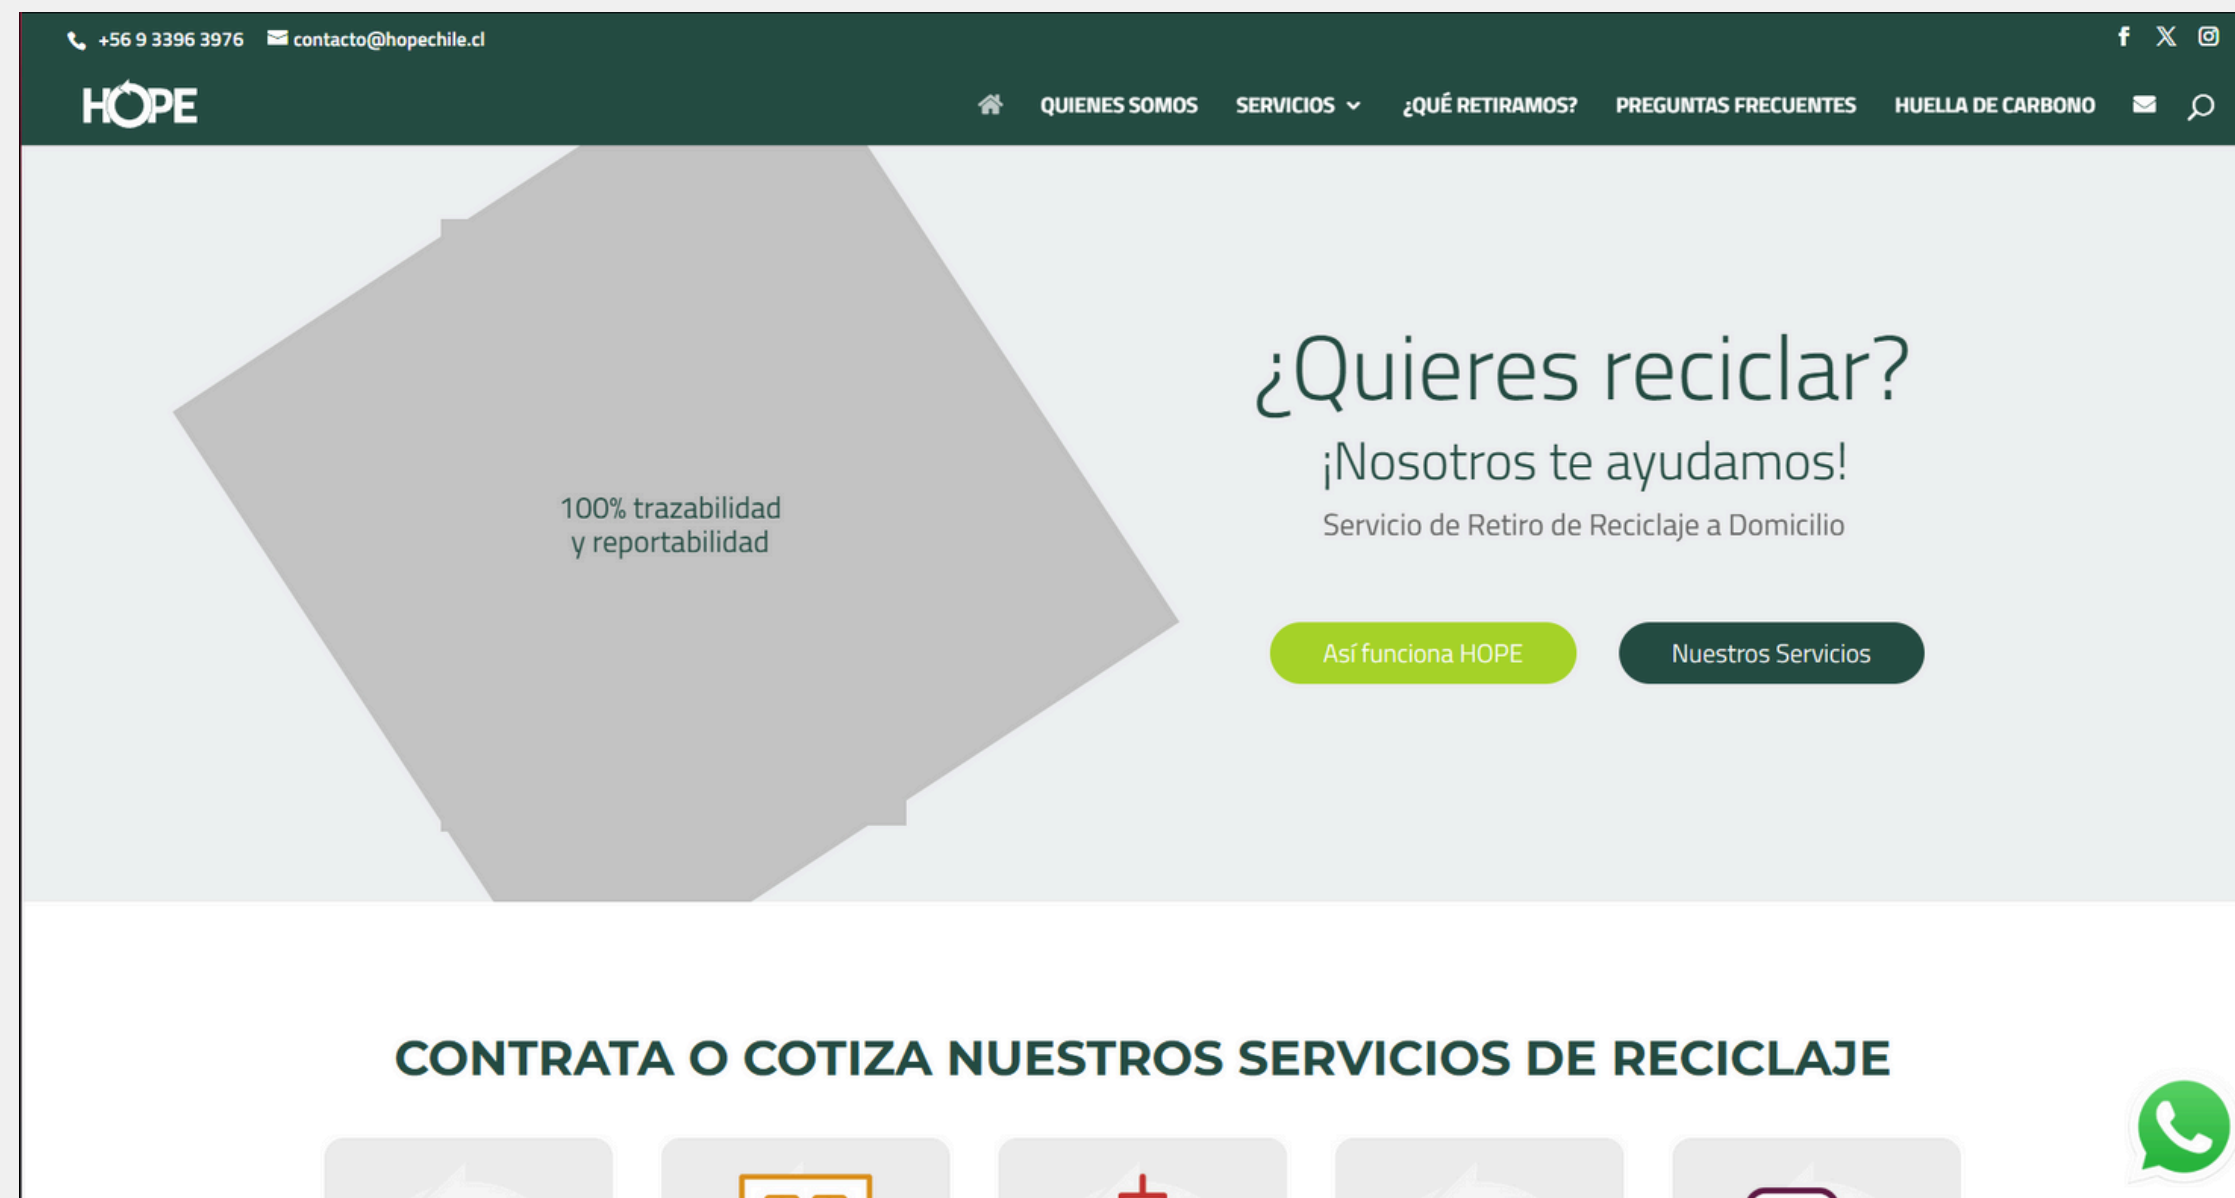 +56 9 3396 3976 contacto@hopechile.cl
HOPE
QUIENES SOMOS SERVICIOS ¿QUÉ RETIRAMOS? PREGUNTAS FRECUENTES HUELLA DE CARBONO
100% trazabilidad
y reportabilidad
¿Quieres reciclar?
¡Nosotros te ayudamos!
Servicio de Retiro de Reciclaje a Domicilio
Así funciona HOPE Nuestros Servicios
CONTRATA O COTIZA NUESTROS SERVICIOS DE RECICLAJE